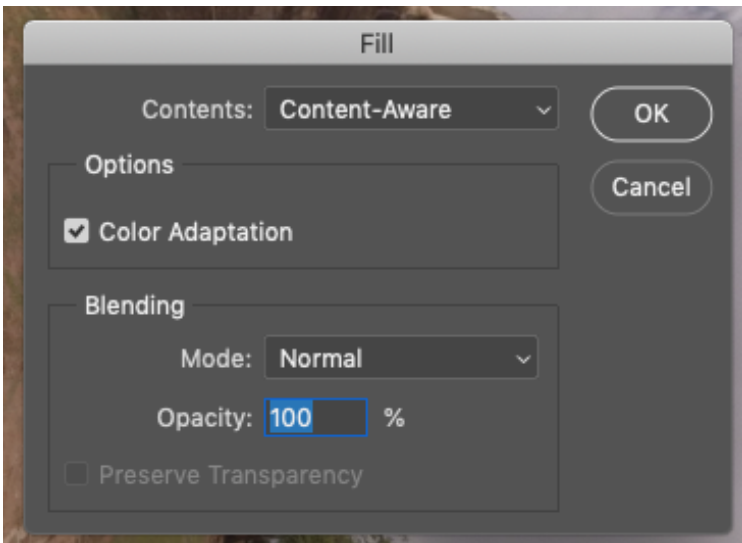 Fill
Contents: Content-Aware
OK
Options
Cancel
Color Adaptation
Blending
Mode: Normal
Opacity: 100 %
Preserve Transparency